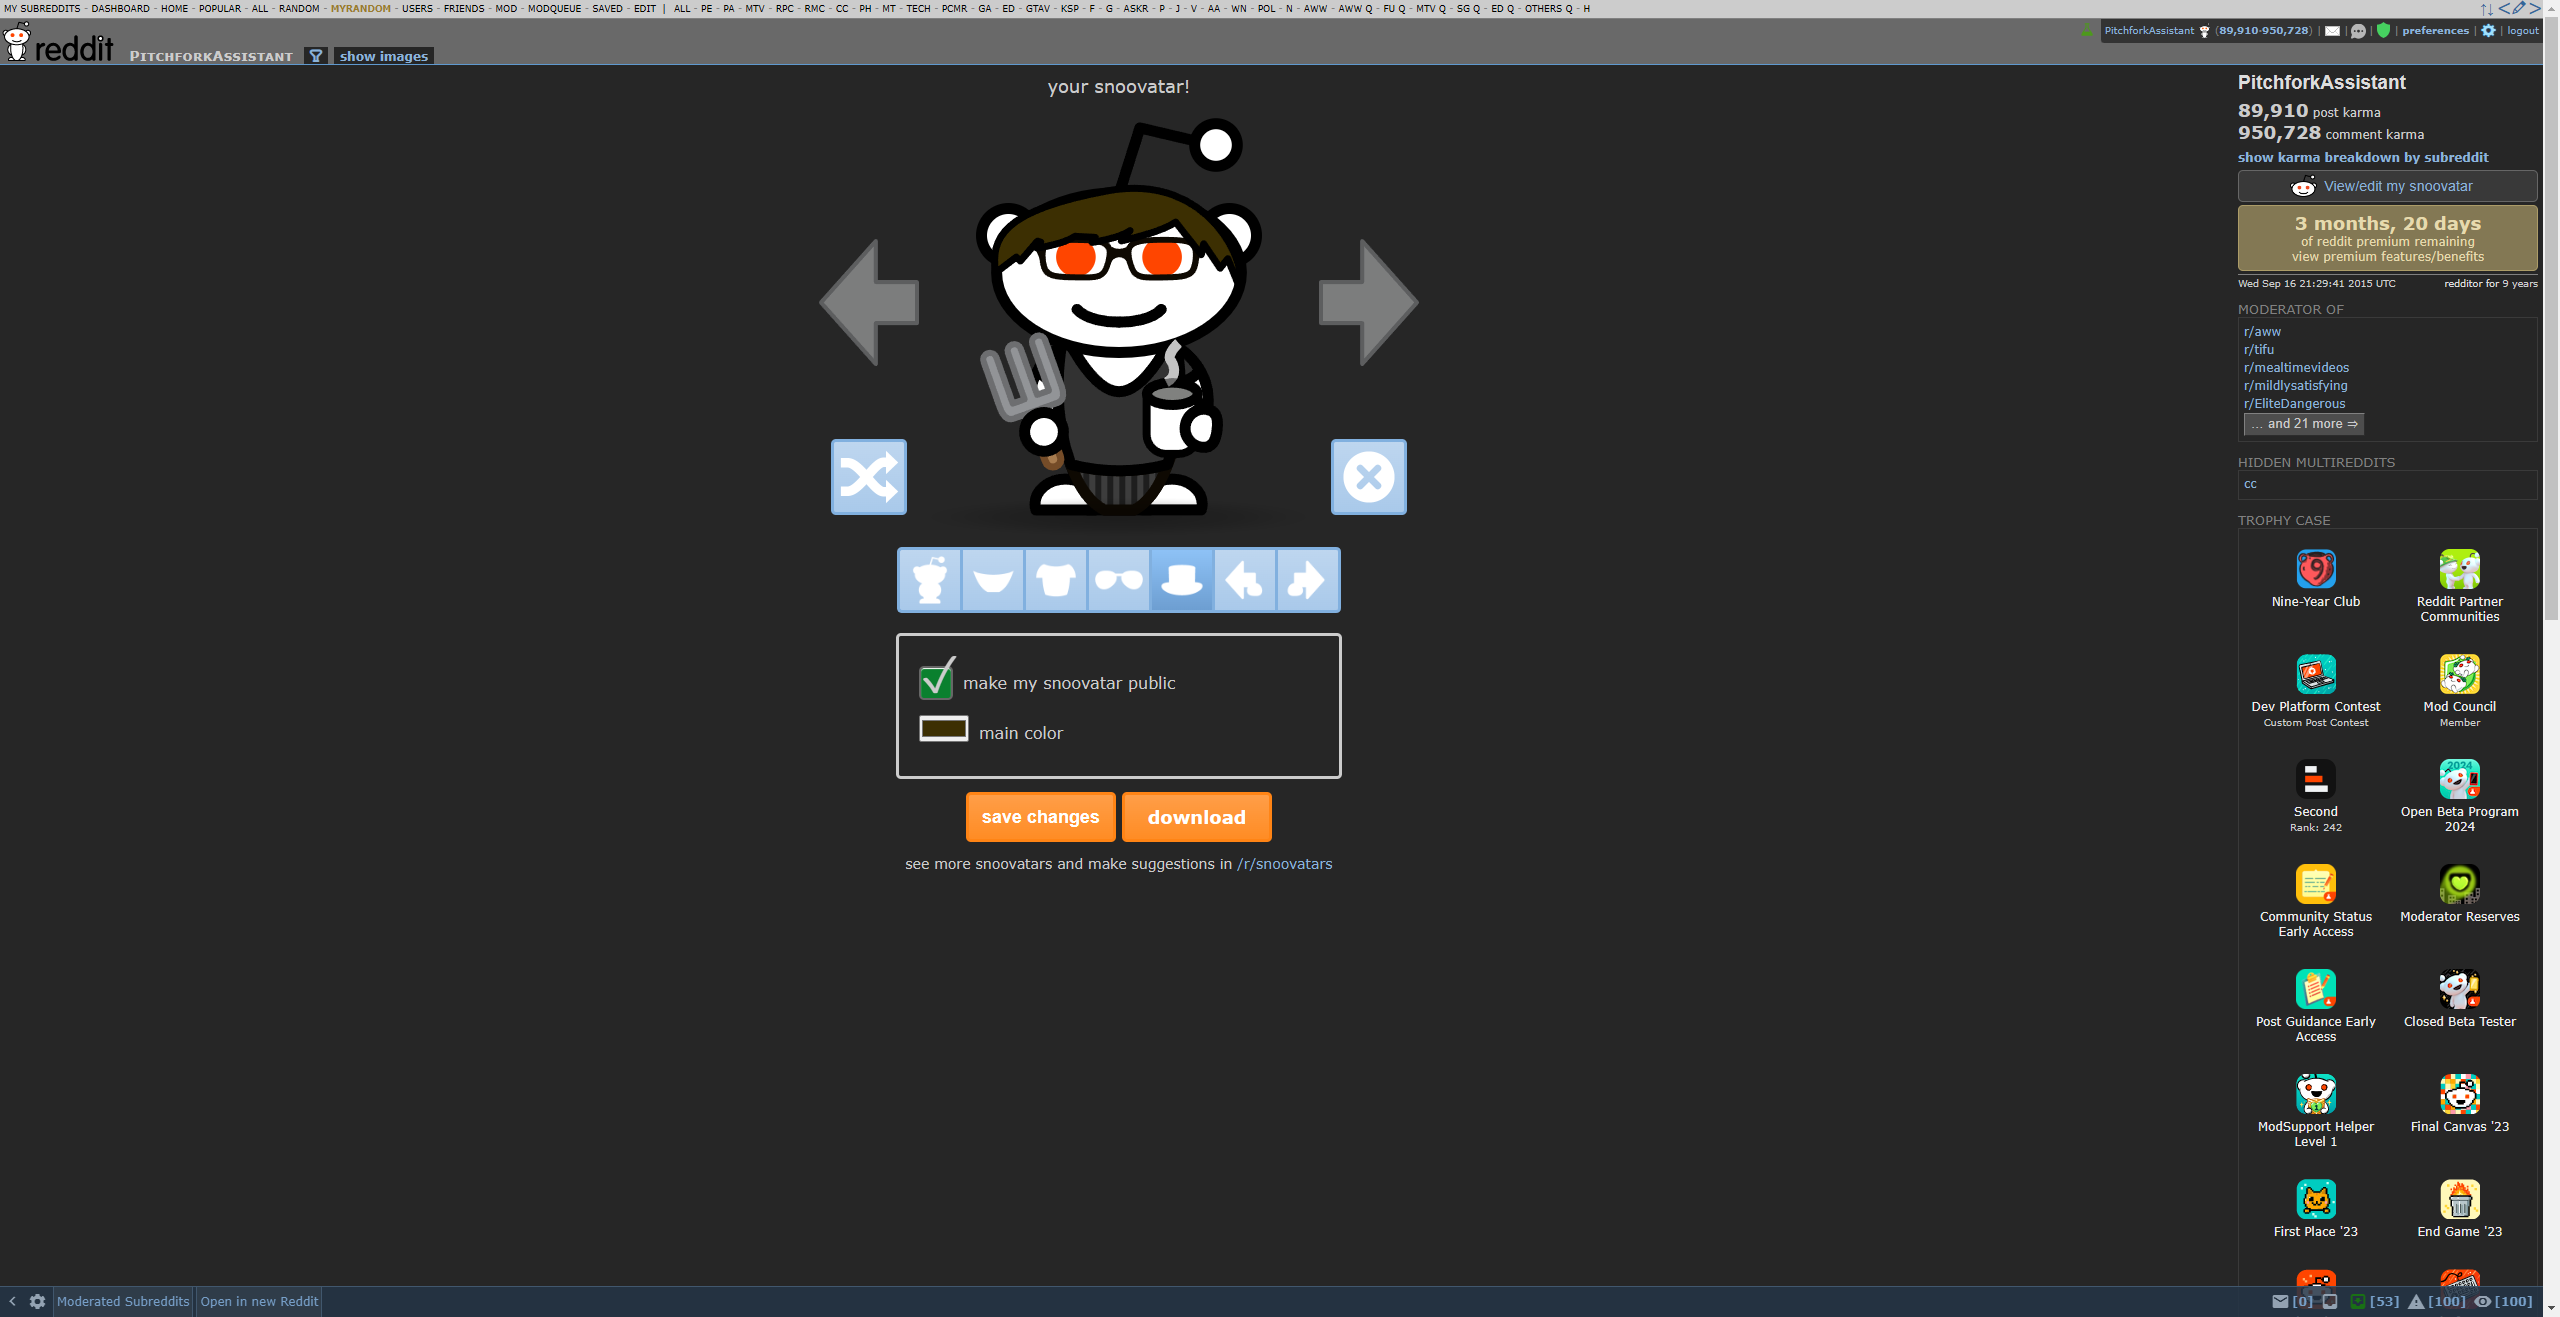 MY SUBREDDITS - DASHBOARD - HOME - POPULAR - ALL - RANDOM - MYRANDOM - USERS - FRIENDS - MOD - MODQUEUE - SAVED - EDIT | ALL - PE - PA - MTV - RPC - RMC - CC - PH - MT - TECH - PCMR - GA - ED - GTAV - KSP - F - G - ASKR - P - J - V - AA - WN - POL - N - AWW - AWW Q - FU Q - MTV Q - SG Q - ED Q - OTHERS Q - H
reddit PITCHFORKASSISTANT show images
PitchforkAssistant (89,910·950,728) | | | | preferences | | logout
your snoovatar!
make my snoovatar public
main color
save changes
download
see more snoovatars and make suggestions in /r/snoovatars
PitchforkAssistant
89,910 post karma
950,728 comment karma
show karma breakdown by subreddit
View/edit my snoovatar
3 months, 20 days
of reddit premium remaining
view premium features/benefits
Wed Sep 16 21:29:41 2015 UTC redditor for 9 years
MODERATOR OF
r/aww
r/tifu
r/mealtimevideos
r/mildlysatisfying
r/EliteDangerous
... and 21 more ⇒
HIDDEN MULTIREDDITS
cc
TROPHY CASE
9
Nine-Year Club
Reddit Partner
Communities
Dev Platform Contest
Custom Post Contest
Mod Council
Member
Second
Rank: 242
2024
Open Beta Program
2024
Community Status
Early Access
Moderator Reserves
Post Guidance Early
Access
Closed Beta Tester
ModSupport Helper
Level 1
Final Canvas '23
First Place '23
End Game '23
Moderated Subreddits
Open in new Reddit
[0] [53] [100] [100]